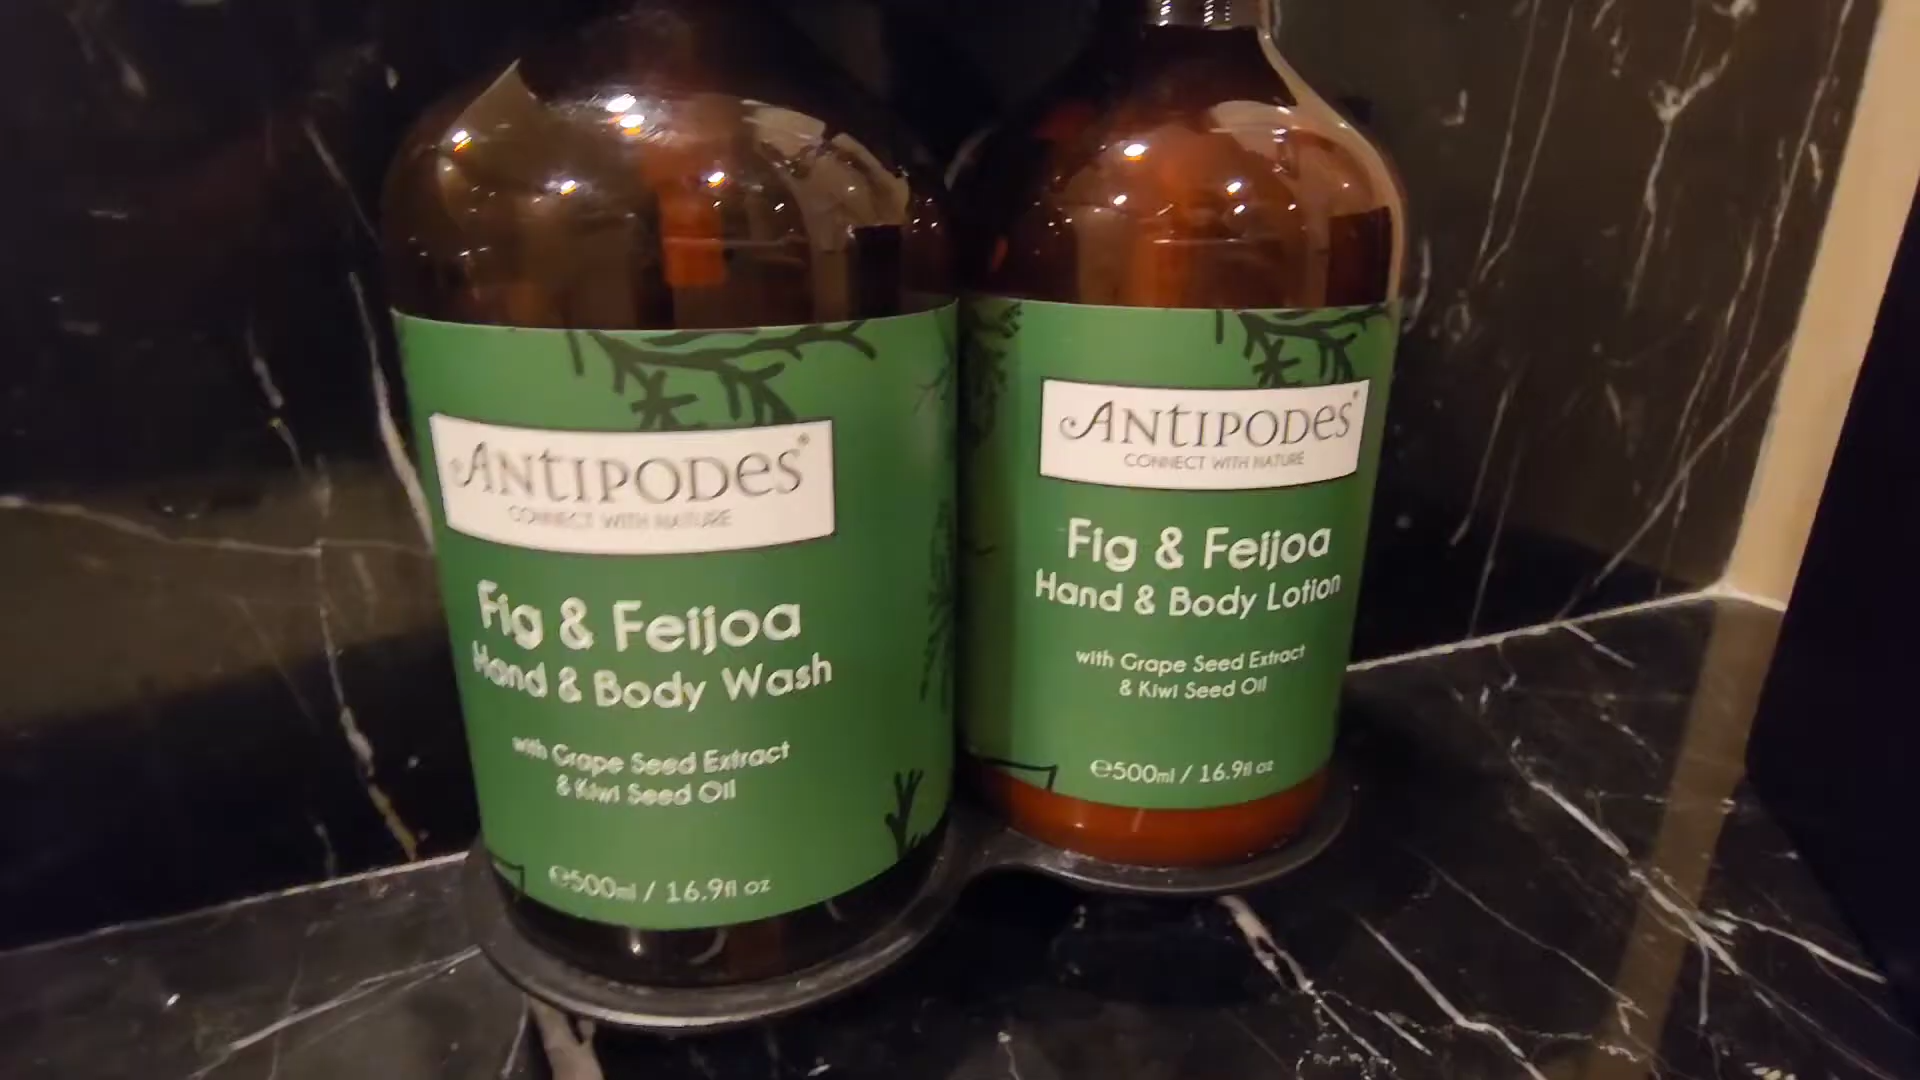 ANTIPODES®
CONNECT WITH NATURE
Fig & Feijoa
Hand & Body Wash
with Grape Seed Extract
& Kiwi Seed Oil
℮500ml / 16.9fl oz
ANTIPODES®
CONNECT WITH NATURE
Fig & Feijoa
Hand & Body Lotion
with Grape Seed Extract
& Kiwi Seed Oil
℮500ml / 16.9fl oz